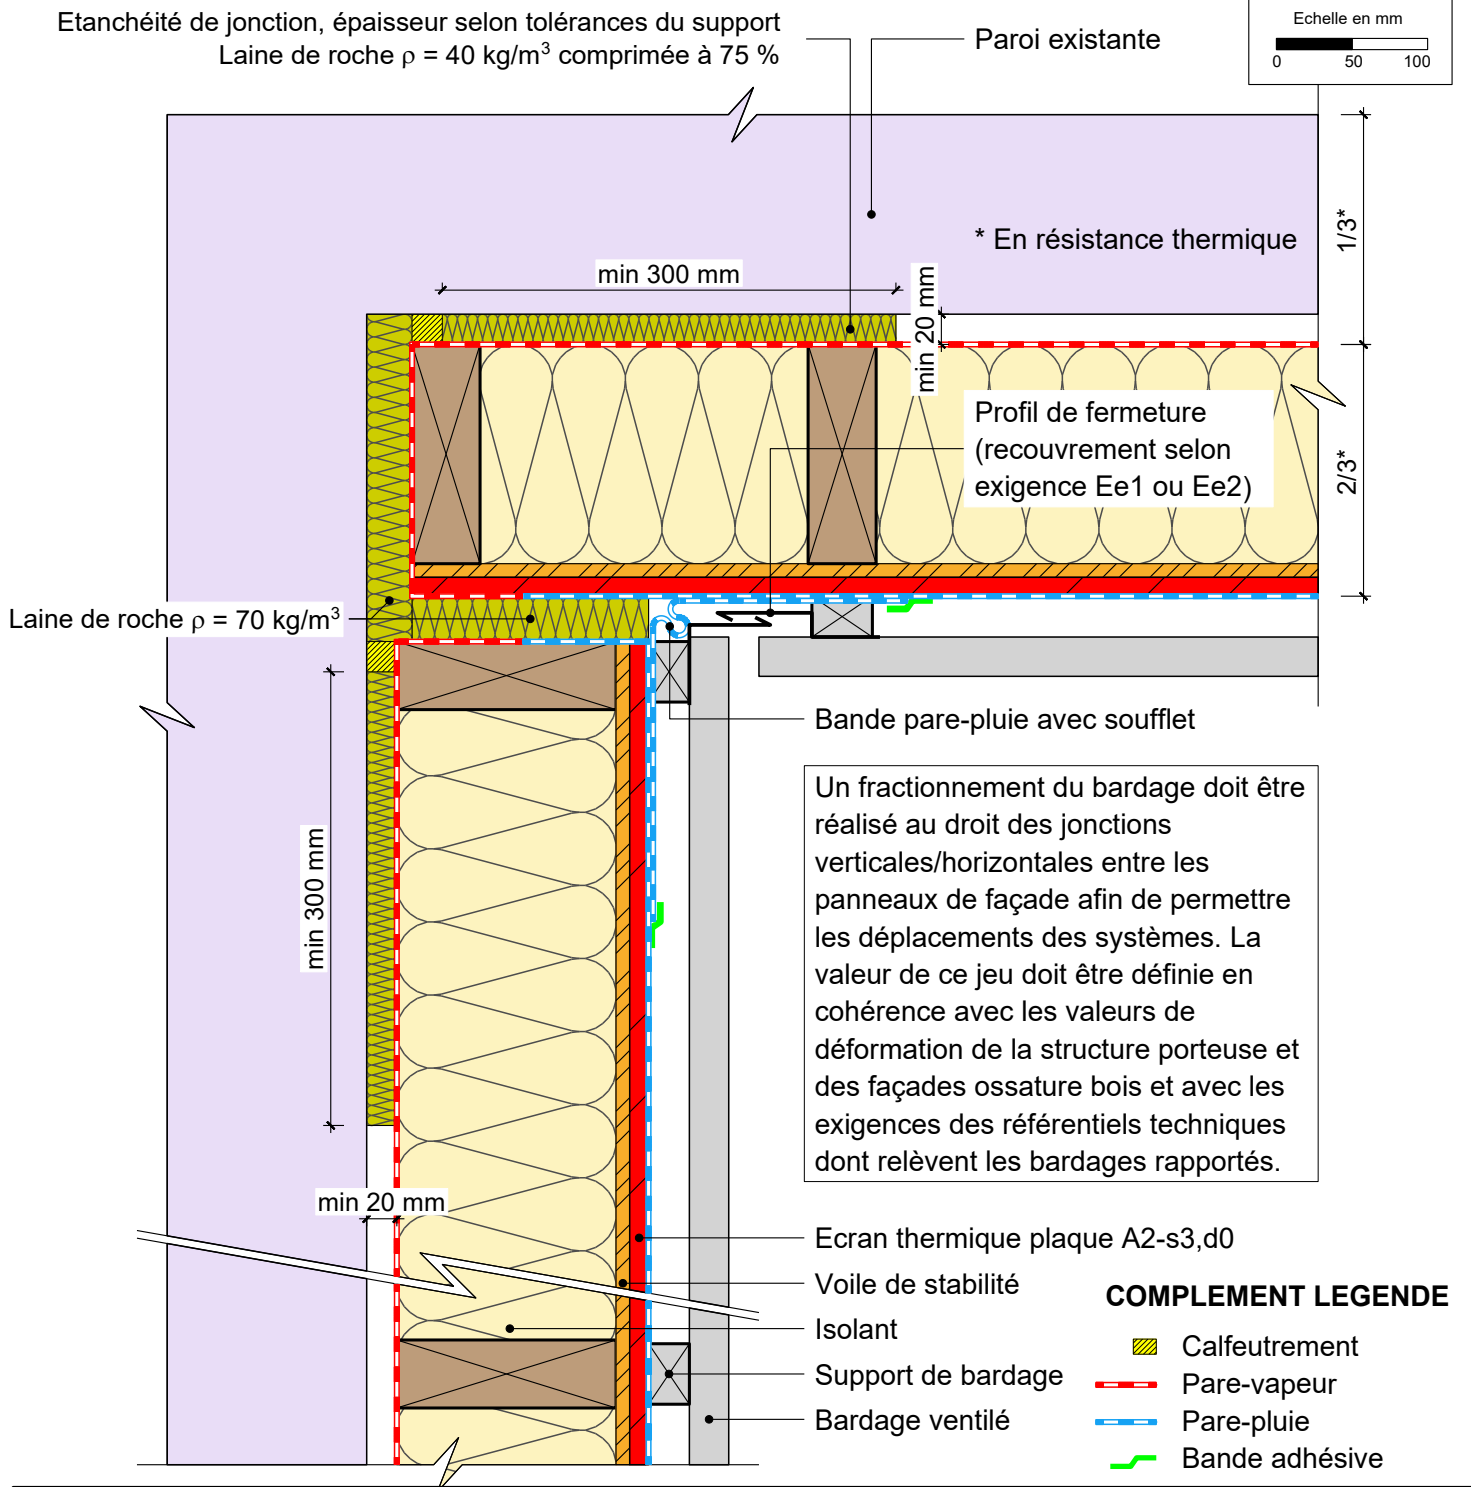 Etanchéité de jonction, épaisseur selon tolérances du support
Laine de roche ρ = 40 kg/m³ comprimée à 75 %
Paroi existante
Echelle en mm
0 50 100
1/3*
* En résistance thermique
min 300 mm
min 20 mm
Profil de fermeture
(recouvrement selon
exigence Ee1 ou Ee2)
2/3*
Laine de roche ρ = 70 kg/m³
Bande pare-pluie avec soufflet
min 300 mm
Un fractionnement du bardage doit être
réalisé au droit des jonctions
verticales/horizontales entre les
panneaux de façade afin de permettre
les déplacements des systèmes. La
valeur de ce jeu doit être définie en
cohérence avec les valeurs de
déformation de la structure porteuse et
des façades ossature bois et avec les
exigences des référentiels techniques
dont relèvent les bardages rapportés.
min 20 mm
Ecran thermique plaque A2-s3,d0
Voile de stabilité
Isolant
Support de bardage
Bardage ventilé
COMPLEMENT LEGENDE
Calfeutrement
Pare-vapeur
Pare-pluie
Bande adhésive